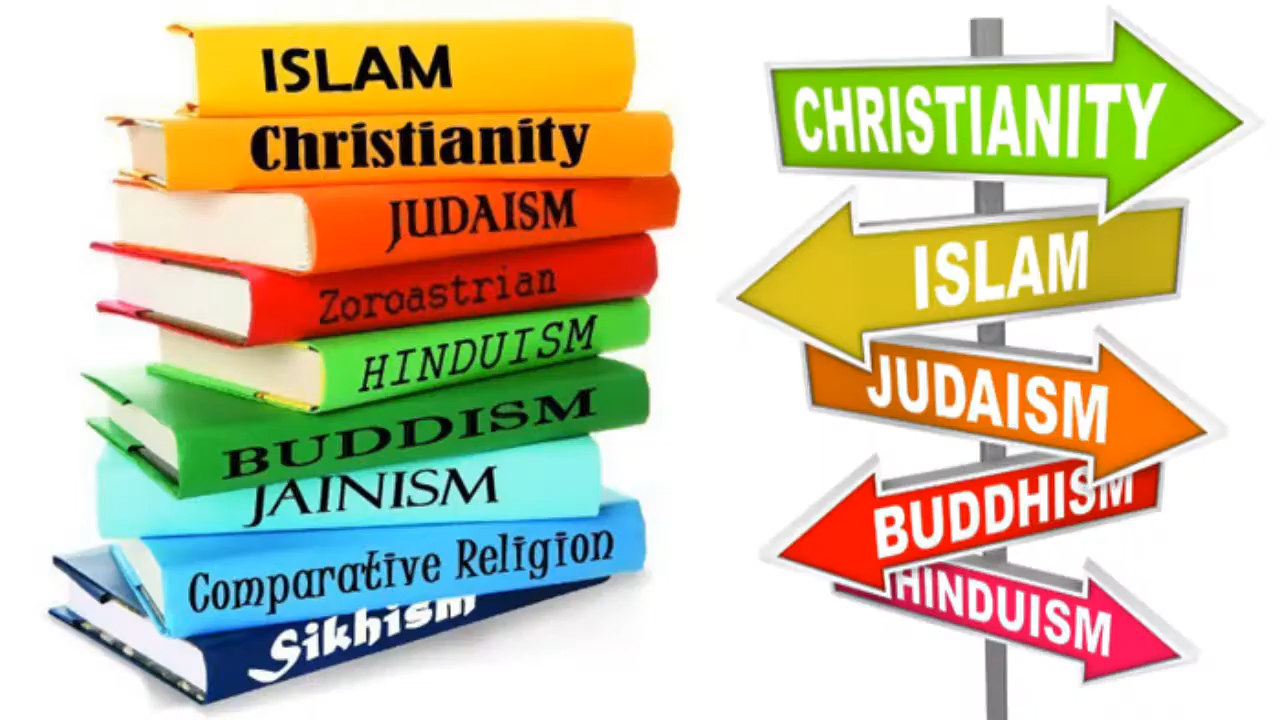 ISLAM
Christianity
JUDAISM
Zoroastrian
HINDUISM
BUDDISM
JAINISM
Comparative Religion
Sikhism
CHRISTIANITY
ISLAM
JUDAISM
BUDDHISM
HINDUISM